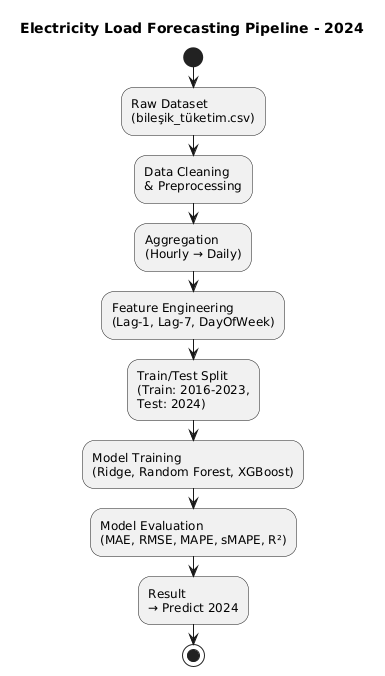 Electricity Load Forecasting Pipeline - 2024
Raw Dataset
(bileşik_tüketim.csv)
Data Cleaning
& Preprocessing
Aggregation
(Hourly → Daily)
Feature Engineering
(Lag-1, Lag-7, DayOfWeek)
Train/Test Split
(Train: 2016-2023,
Test: 2024)
Model Training
(Ridge, Random Forest, XGBoost)
Model Evaluation
(MAE, RMSE, MAPE, sMAPE, R²)
Result
→ Predict 2024